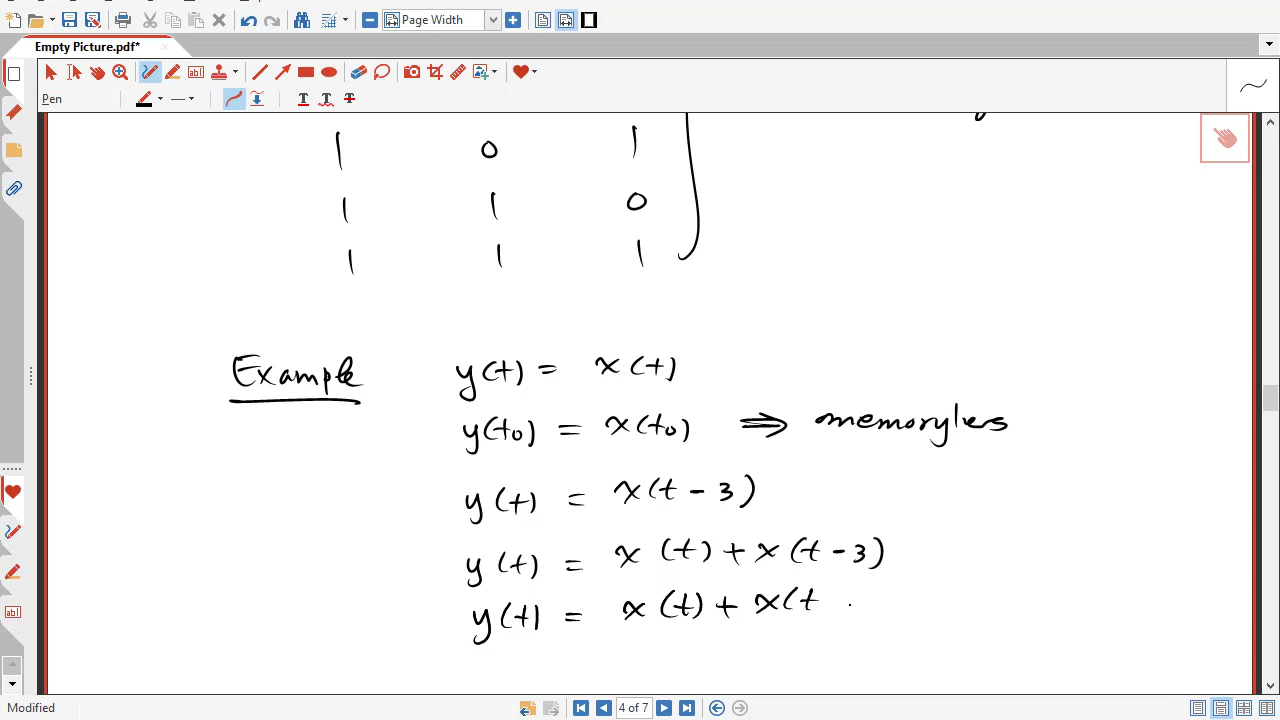 Page Width
Empty Picture.pdf*
Pen
1 0 1
1 1 0
1 1 1
Example y(t) = x(t)
y(t0) = x(t0) ⇒ memoryless
y(t) = x(t - 3)
y(t) = x(t) + x(t - 3)
y(t) = x(t) + x(t
Modified
4 of 7